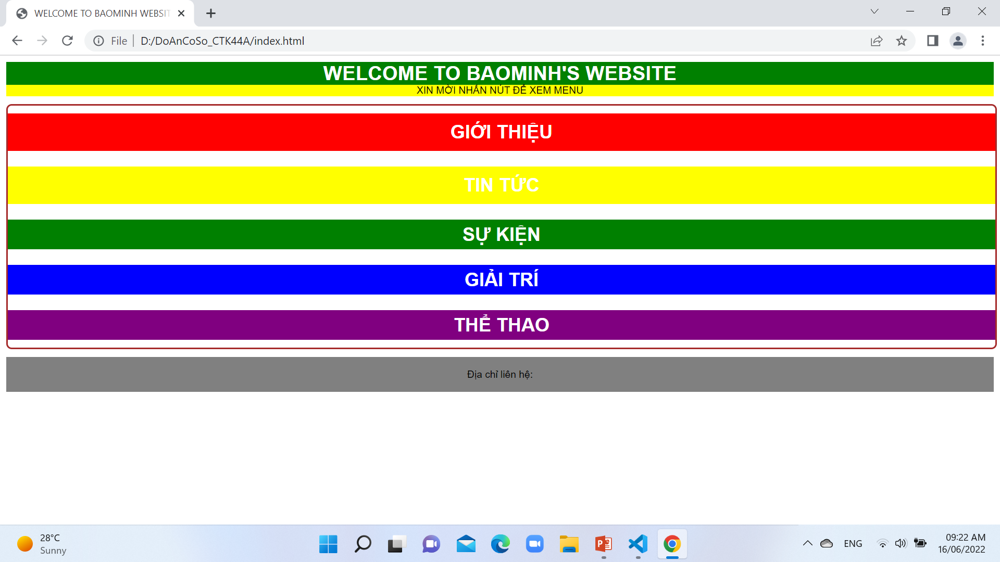 WELCOME TO BAOMINH WEBSIT
File
D:/DoAnCoSo_CTK44A/index.html
WELCOME TO BAOMINH'S WEBSITE
XIN MỜI NHẤN NÚT ĐỂ XEM MENU
GIỚI THIỆU
TIN TỨC
SỰ KIỆN
GIẢI TRÍ
THỂ THAO
Địa chỉ liên hệ:
28°C
Sunny
ENG
09:22 AM
16/06/2022